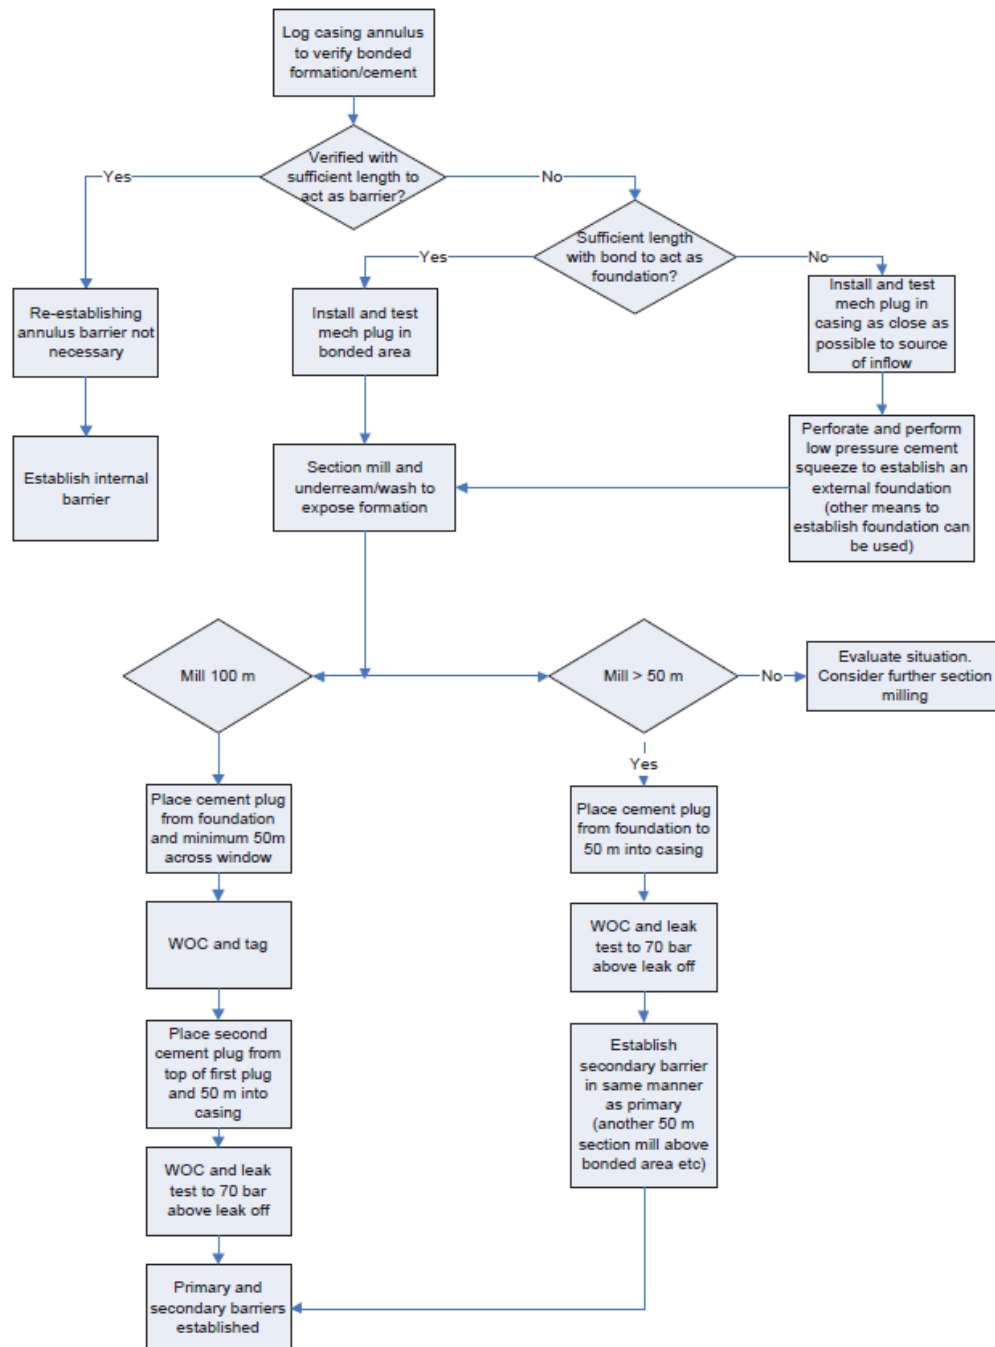 Log casing annulus
to verify bonded
formation/cement
Verified with
sufficient length to
act as barrier?
Yes
No
Sufficient length
with bond to act as
foundation?
Yes
No
Re-establishing
annulus barrier not
necessary
Install and test
mech plug in
bonded area
Install and test
mech plug in
casing as close as
possible to source
of inflow
Establish internal
barrier
Section mill and
underream/wash to
expose formation
Perforate and perform
low pressure cement
squeeze to establish an
external foundation
(other means to
establish foundation can
be used)
Mill 100 m
Mill > 50 m
No
Evaluate situation.
Consider further section
milling
Yes
Place cement plug
from foundation
and minimum 50m
across window
Place cement plug
from foundation to
50 m into casing
WOC and tag
WOC and leak
test to 70 bar
above leak off
Place second
cement plug from
top of first plug
and 50 m into
casing
Establish
secondary barrier
in same manner
as primary
(another 50 m
section mill above
bonded area etc)
WOC and leak
test to 70 bar
above leak off
Primary and
secondary barriers
established